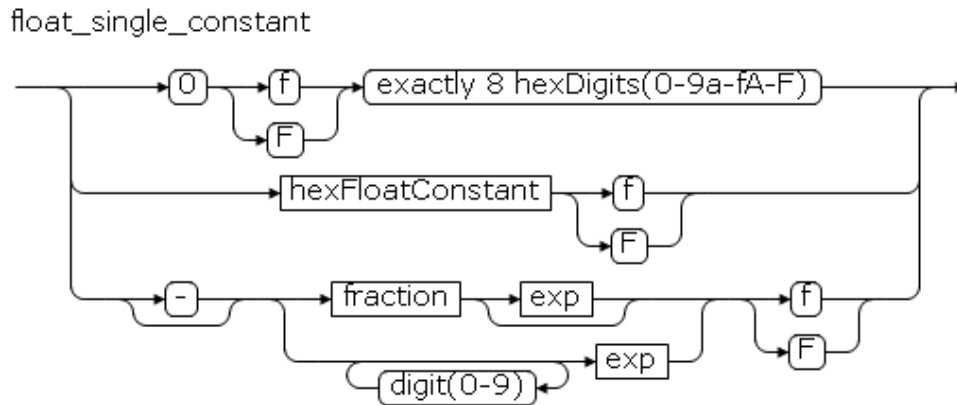 float_single_constant
0 f exactly 8 hexDigits(0-9a-fA-F)
F
hexFloatConstant f
F
- fraction exp f
F
exp
digit(0-9)